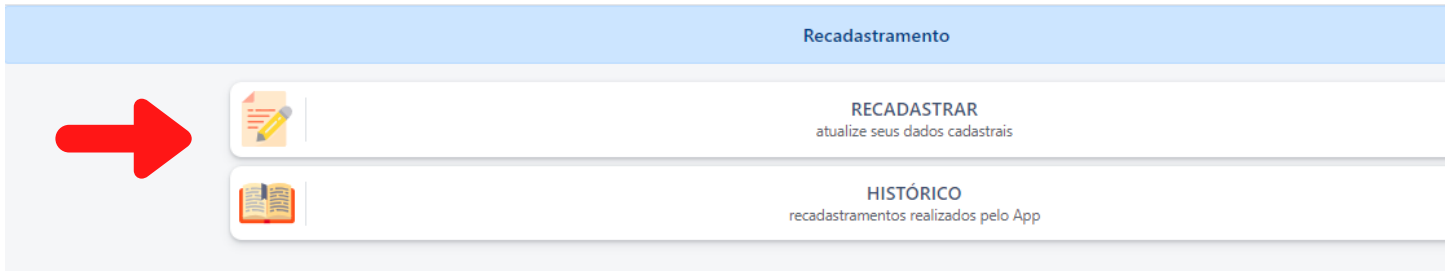 Recadastramento
RECADASTRAR
atualize seus dados cadastrais
HISTÓRICO
recadastramentos realizados pelo App